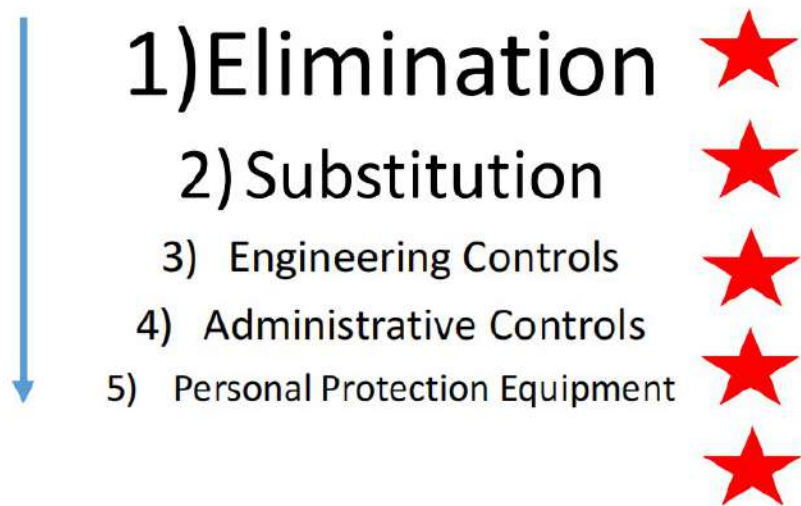 1)Elimination
2) Substitution
3) Engineering Controls
4) Administrative Controls
5) Personal Protection Equipment